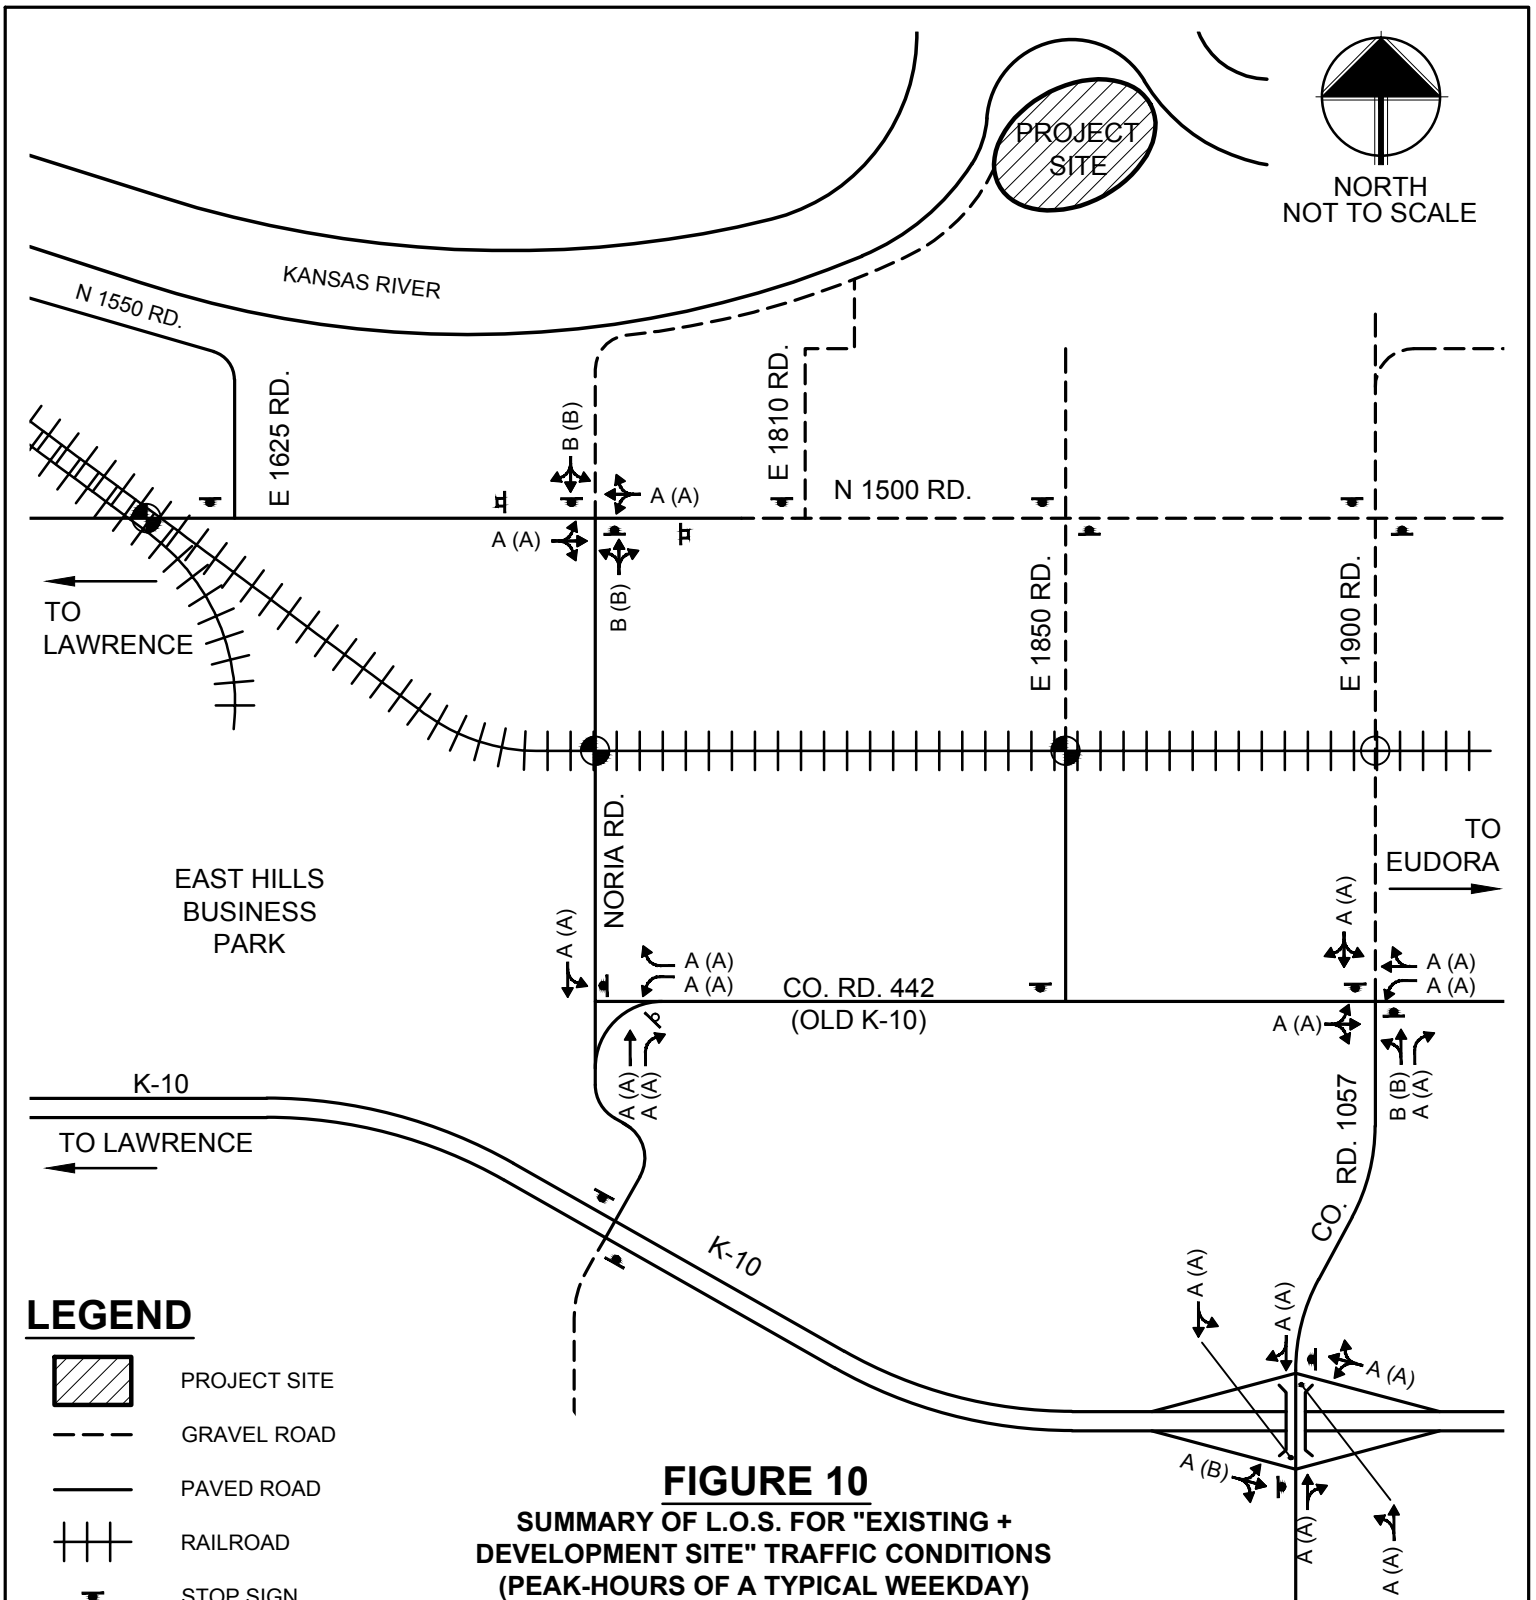 PROJECT
SITE
NORTH
NOT TO SCALE
KANSAS RIVER
N 1550 RD.
E 1625 RD.
B (B)
E 1810 RD.
A (A)
N 1500 RD.
A (A)
B (B)
TO
LAWRENCE
E 1850 RD.
E 1900 RD.
NORIA RD.
TO
EUDORA
EAST HILLS
BUSINESS
PARK
A (A)
A (A)
A (A)
CO. RD. 442
(OLD K-10)
A (A)
A (A)
A (A)
A (A)
A (A)
A (A)
A (A)
B (B)
A (A)
K-10
TO LAWRENCE
CO. RD. 1057
K-10
A (A)
A (A)
A (A)
A (B)
A (A)
A (A)
LEGEND
PROJECT SITE
GRAVEL ROAD
PAVED ROAD
RAILROAD
STOP SIGN
FIGURE 10
SUMMARY OF L.O.S. FOR "EXISTING +
DEVELOPMENT SITE" TRAFFIC CONDITIONS
(PEAK-HOURS OF A TYPICAL WEEKDAY)